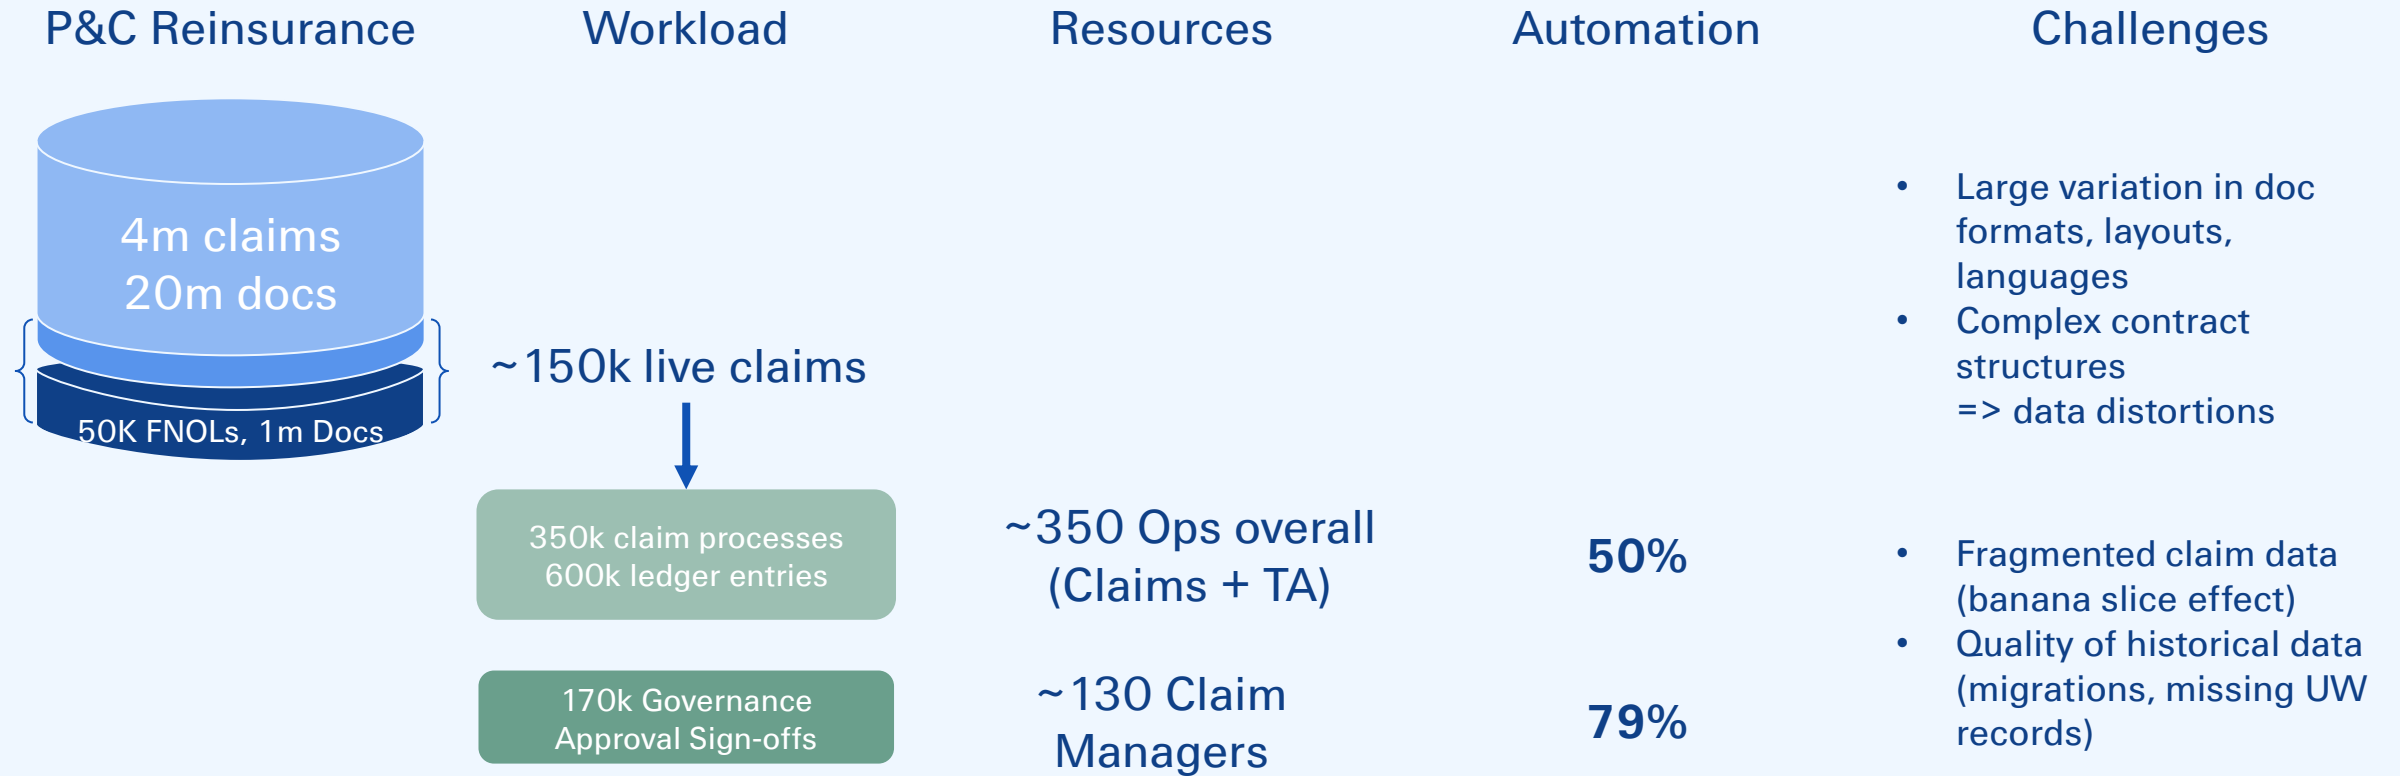 P&C Reinsurance
Workload
Resources
Automation
Challenges
4m claims
20m docs
50K FNOLs, 1m Docs
~150k live claims
350k claim processes
600k ledger entries
170k Governance
Approval Sign-offs
~350 Ops overall
(Claims + TA)
~130 Claim
Managers
50%
79%
• Large variation in doc
formats, layouts,
languages
• Complex contract
structures
=> data distortions
• Fragmented claim data
(banana slice effect)
• Quality of historical data
(migrations, missing UW
records)